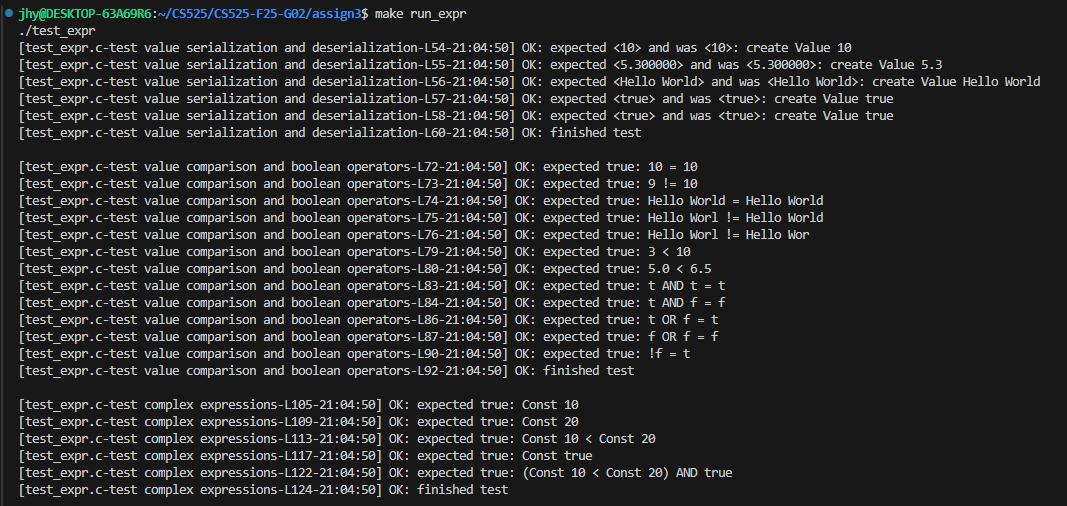 jhy@DESKTOP-63A69R6:~/CS525/CS525-F25-G02/assign3$ make run_expr
./test_expr
[test_expr.c-test value serialization and deserialization-L54-21:04:50] OK: expected <10> and was <10>: create Value 10
[test_expr.c-test value serialization and deserialization-L55-21:04:50] OK: expected <5.300000> and was <5.300000>: create Value 5.3
[test_expr.c-test value serialization and deserialization-L56-21:04:50] OK: expected <Hello World> and was <Hello World>: create Value Hello World
[test_expr.c-test value serialization and deserialization-L57-21:04:50] OK: expected <true> and was <true>: create Value true
[test_expr.c-test value serialization and deserialization-L58-21:04:50] OK: expected <true> and was <true>: create Value true
[test_expr.c-test value serialization and deserialization-L60-21:04:50] OK: finished test

[test_expr.c-test value comparison and boolean operators-L72-21:04:50] OK: expected true: 10 = 10
[test_expr.c-test value comparison and boolean operators-L73-21:04:50] OK: expected true: 9 != 10
[test_expr.c-test value comparison and boolean operators-L74-21:04:50] OK: expected true: Hello World = Hello World
[test_expr.c-test value comparison and boolean operators-L75-21:04:50] OK: expected true: Hello Worl != Hello World
[test_expr.c-test value comparison and boolean operators-L76-21:04:50] OK: expected true: Hello Worl != Hello Wor
[test_expr.c-test value comparison and boolean operators-L79-21:04:50] OK: expected true: 3 < 10
[test_expr.c-test value comparison and boolean operators-L80-21:04:50] OK: expected true: 5.0 < 6.5
[test_expr.c-test value comparison and boolean operators-L83-21:04:50] OK: expected true: t AND t = t
[test_expr.c-test value comparison and boolean operators-L84-21:04:50] OK: expected true: t AND f = f
[test_expr.c-test value comparison and boolean operators-L86-21:04:50] OK: expected true: t OR f = t
[test_expr.c-test value comparison and boolean operators-L87-21:04:50] OK: expected true: f OR f = f
[test_expr.c-test value comparison and boolean operators-L90-21:04:50] OK: expected true: !f = t
[test_expr.c-test value comparison and boolean operators-L92-21:04:50] OK: finished test

[test_expr.c-test complex expressions-L105-21:04:50] OK: expected true: Const 10
[test_expr.c-test complex expressions-L109-21:04:50] OK: expected true: Const 20
[test_expr.c-test complex expressions-L113-21:04:50] OK: expected true: Const 10 < Const 20
[test_expr.c-test complex expressions-L117-21:04:50] OK: expected true: Const true
[test_expr.c-test complex expressions-L122-21:04:50] OK: expected true: (Const 10 < Const 20) AND true
[test_expr.c-test complex expressions-L124-21:04:50] OK: finished test